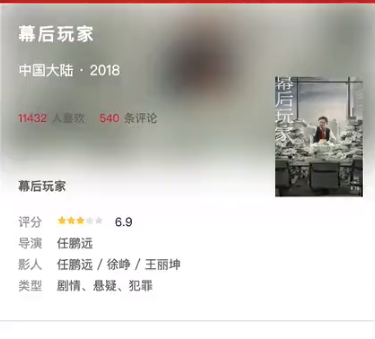 幕后玩家
中国大陆 · 2018
11432 人喜欢 540 条评论
幕后玩家
幕后玩家
评分 6.9
导演 任鹏远
影人 任鹏远 / 徐峥 / 王丽坤
类型 剧情、悬疑、犯罪